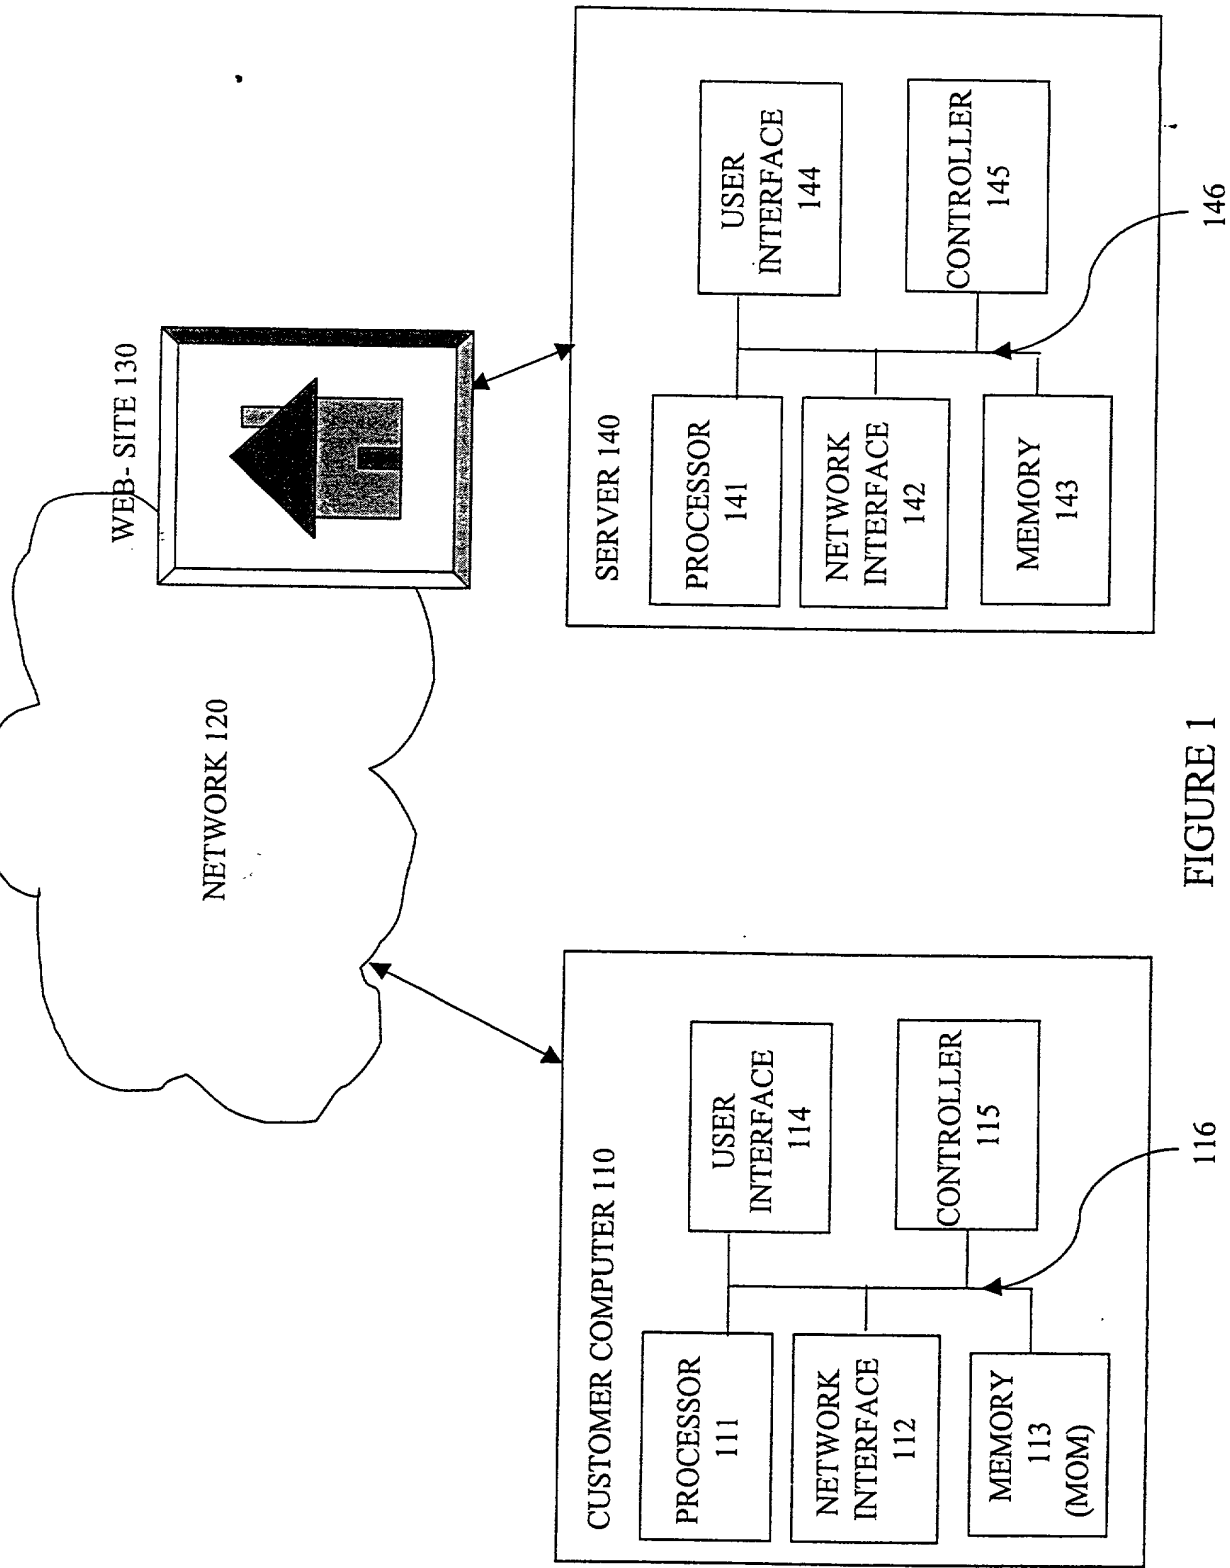 NETWORK 120
WEB- SITE 130
CUSTOMER COMPUTER 110
PROCESSOR
111
USER
INTERFACE
114
NETWORK
INTERFACE
112
MEMORY
113
(MOM)
CONTROLLER
115
116
SERVER 140
PROCESSOR
141
USER
INTERFACE
144
NETWORK
INTERFACE
142
MEMORY
143
CONTROLLER
145
146
FIGURE 1